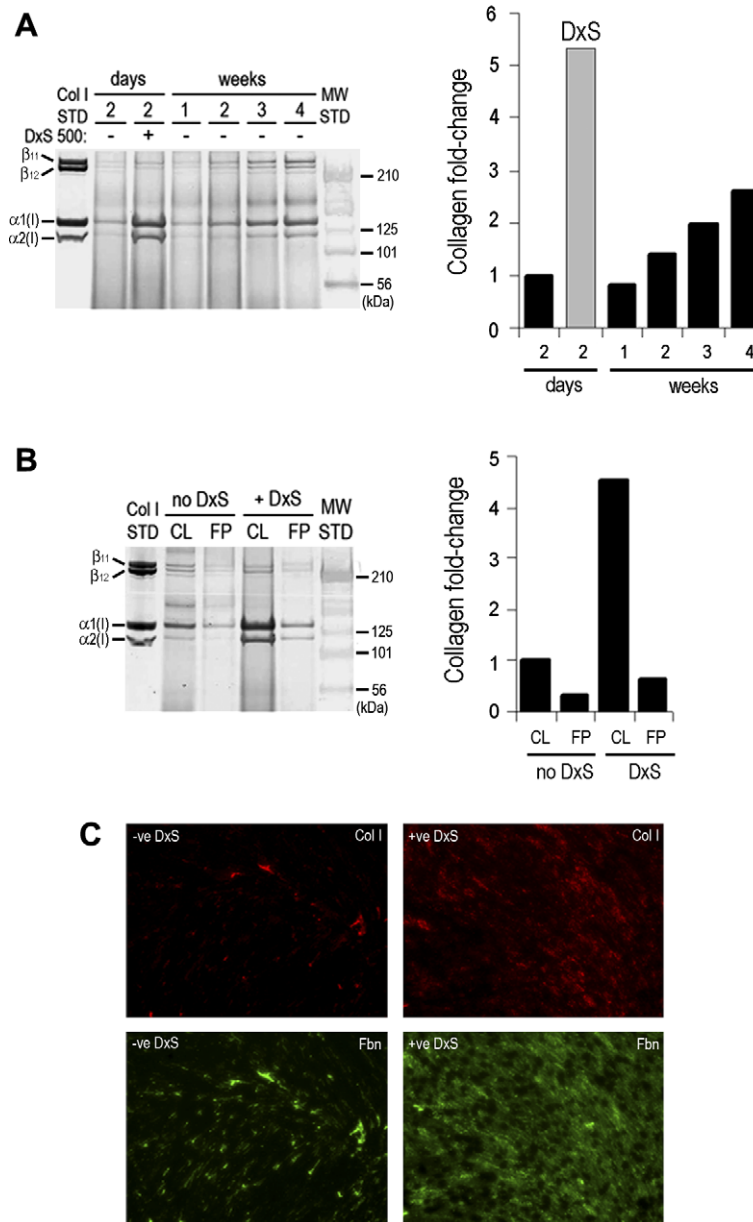 A
days weeks
Col I STD 2 2 1 2 3 4 MW STD
DxS 500: - + - - - -
β11
β12
α1(I)
α2(I)
210
125
101
56
(kDa)
Collagen fold-change
6
5
4
3
2
1
0
DxS
2 2 1 2 3 4
days weeks
B
no DxS + DxS
Col I STD CL FP CL FP MW STD
β11
β12
α1(I)
α2(I)
210
125
101
56
(kDa)
Collagen fold-change
5
4
3
2
1
0
CL FP CL FP
no DxS DxS
C
-ve DxS Col I
+ve DxS Col I
-ve DxS Fbn
+ve DxS Fbn